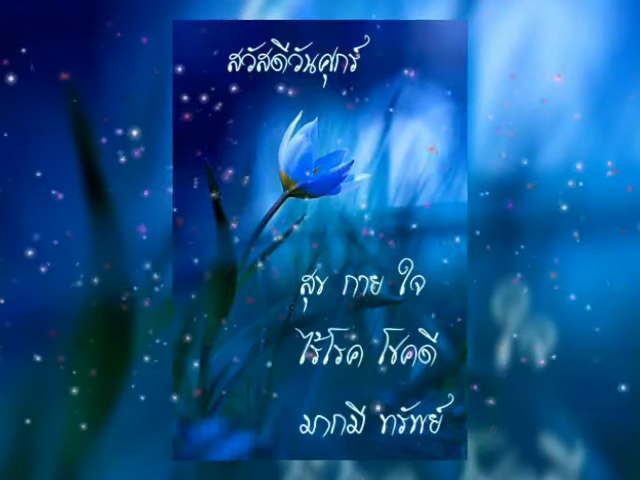 สวัสดีวันศุกร์
สุข กาย ใจ
ไร้โรค โชคดี
มากมี ทรัพย์